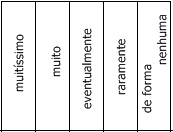 muitíssimo
muito
eventualmente
raramente
de forma
nenhuma